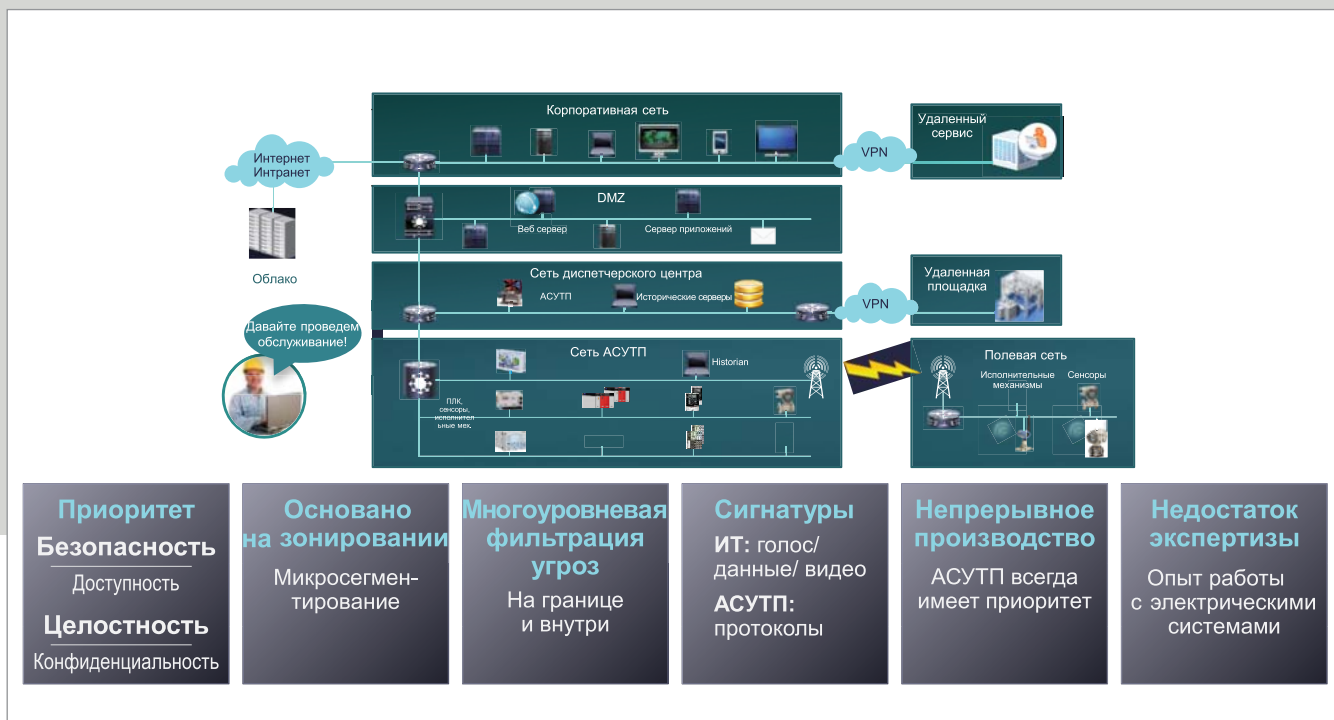 Корпоративная сеть
Удаленный
сервис
Интернет
Интранет
VPN
DMZ
Веб сервер
Сервер приложений
Облако
Сеть диспетчерского центра
АСУТП
Исторические серверы
VPN
Удаленная
площадка
Давайте проведем
обслуживание!
Сеть АСУТП
Historian
ПЛК,
сенсоры,
исполнител
ьные мех.
Полевая сеть
Исполнительные
механизмы
Сенсоры
Приоритет
Безопасность
Доступность
Целостность
Конфиденциальность
Основано
на зонировании
Микросегмен-
тирование
Многоуровневая
фильтрация
угроз
На границе
и внутри
Сигнатуры
ИТ: голос/
данные/ видео
АСУТП:
протоколы
Непрерывное
производство
АСУТП всегда
имеет приоритет
Недостаток
экспертизы
Опыт работы
с электрическими
системами